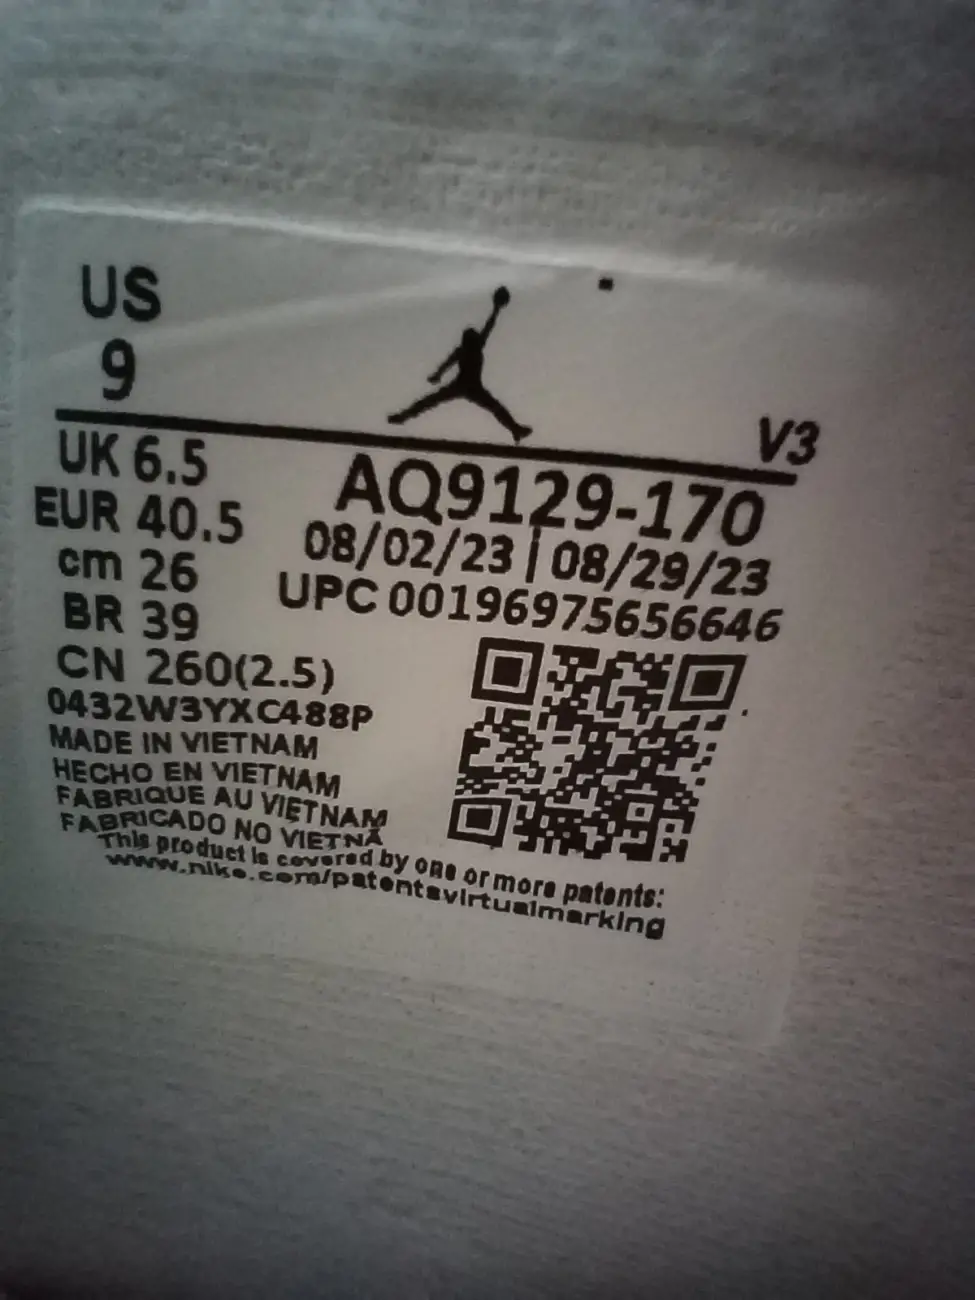 US
9
V3
UK 6.5
AQ9129-170
EUR 40.5
08/02/23 | 08/29/23
cm 26
UPC 00196975656646
BR 39
CN 260(2.5)
0432W3YXC488P
MADE IN VIETNAM
HECHO EN VIETNAM
FABRIQUE AU VIETNAM
FABRICADO NO VIETNÃ
This product is covered by one or more patents:
www.nike.com/patentsvirtualmarking